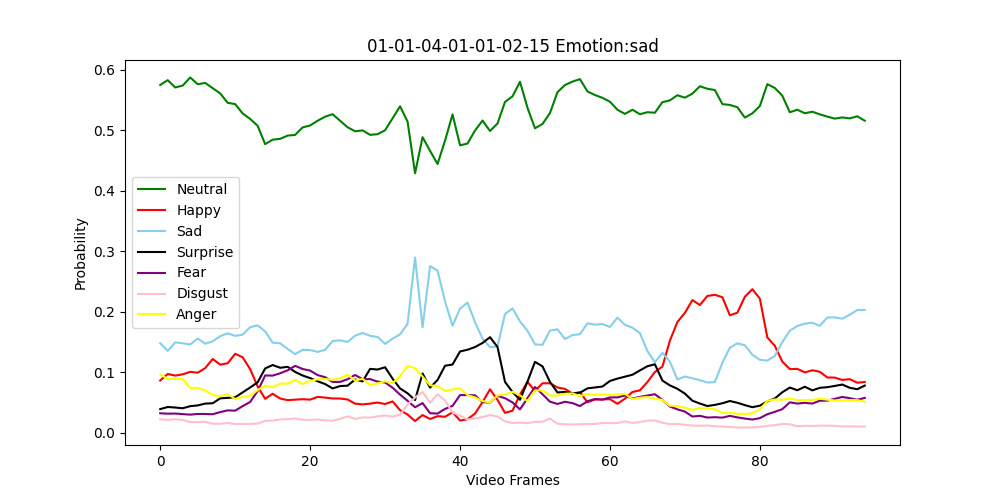 01-01-04-01-01-02-15 Emotion:sad
Probability
0.6
0.5
0.4
0.3
0.2
0.1
0.0
Neutral
Happy
Sad
Surprise
Fear
Disgust
Anger
0 20 40 60 80
Video Frames